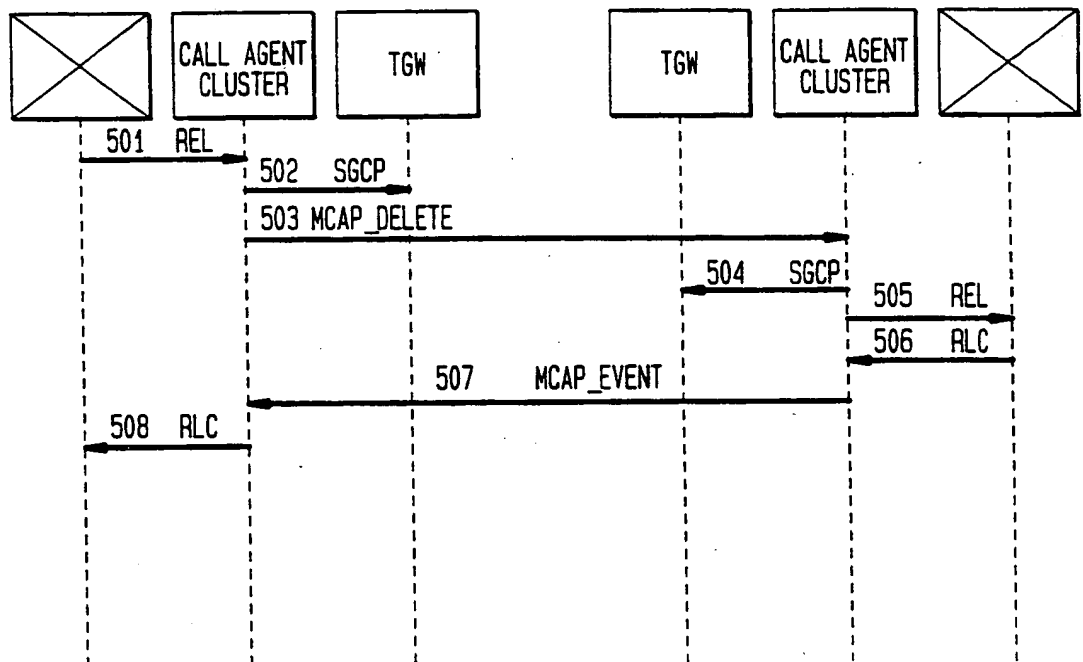 CALL AGENT
CLUSTER
TGW
TGW
CALL AGENT
CLUSTER
501 REL
502 SGCP
503 MCAP_DELETE
504 SGCP
505 REL
506 RLC
507 MCAP_EVENT
508 RLC